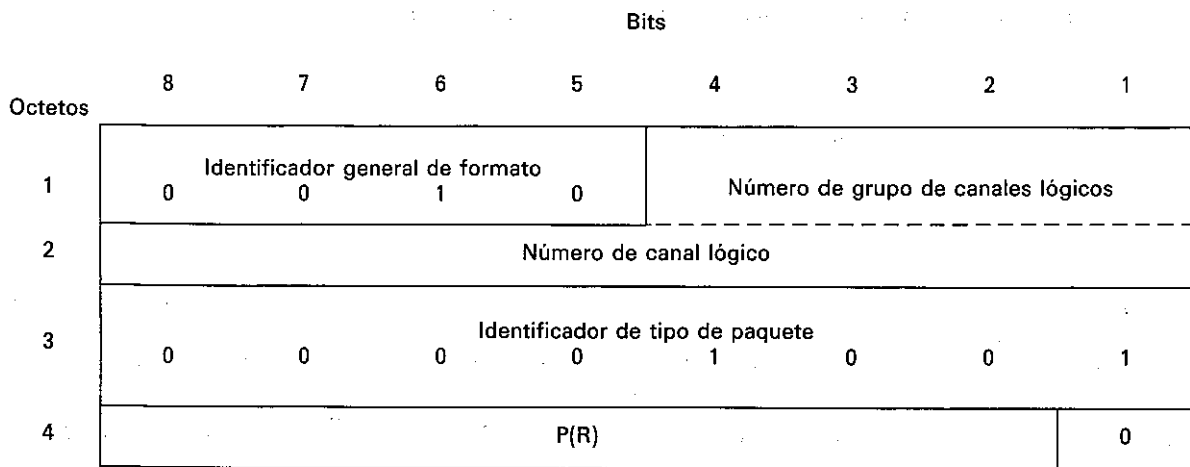 Bits
8 7 6 5 4 3 2 1
Octetos
Identificador general de formato
1 0 0 1 0 Número de grupo de canales lógicos
2 Número de canal lógico
Identificador de tipo de paquete
3 0 0 0 0 1 0 0 1
4 P(R) 0